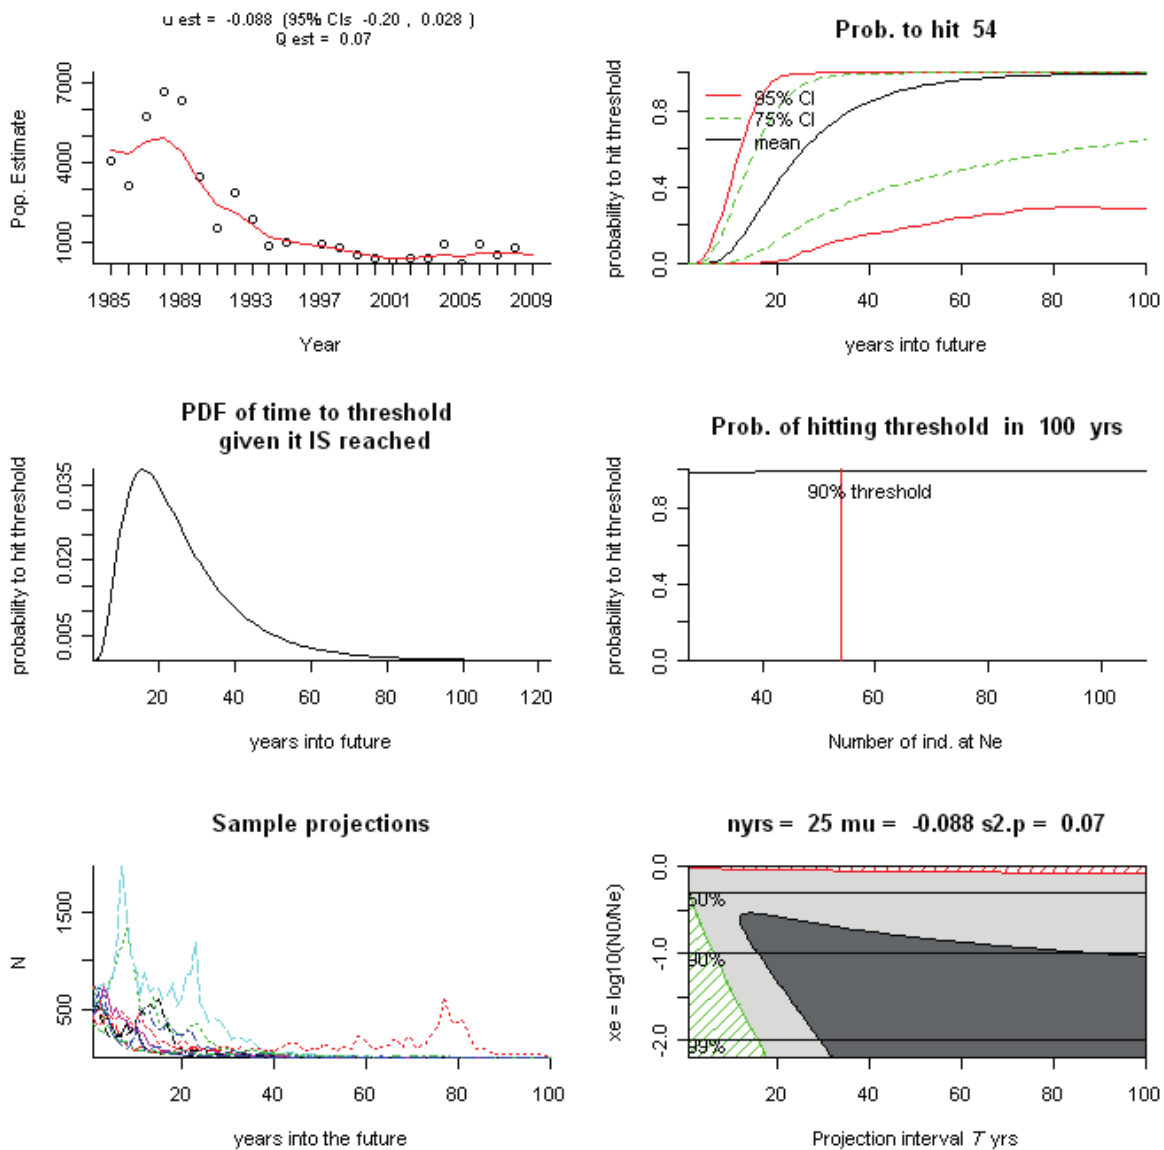 u est = -0.088 (95% CIs -0.20 , 0.028 )
Q est = 0.07
Pop. Estimate
7000
4000
1000
1985 1989 1993 1997 2001 2005 2009
Year
Prob. to hit 54
probability to hit threshold
0.8
0.4
0.0
95% CI
75% CI
mean
20 40 60 80 100
years into future
PDF of time to threshold
given it IS reached
probability to hit threshold
0.035
0.020
0.005
20 40 60 80 100 120
years into future
Prob. of hitting threshold in 100 yrs
probability to hit threshold
0.8
0.4
0.0
90% threshold
40 60 80 100
Number of ind. at Ne
Sample projections
N
1500
500
20 40 60 80 100
years into the future
nyrs = 25 mu = -0.088 s2.p = 0.07
xe = log10(N0/Ne)
0.0
-1.0
-2.0
50%
90%
99%
20 40 60 80 100
Projection interval T yrs